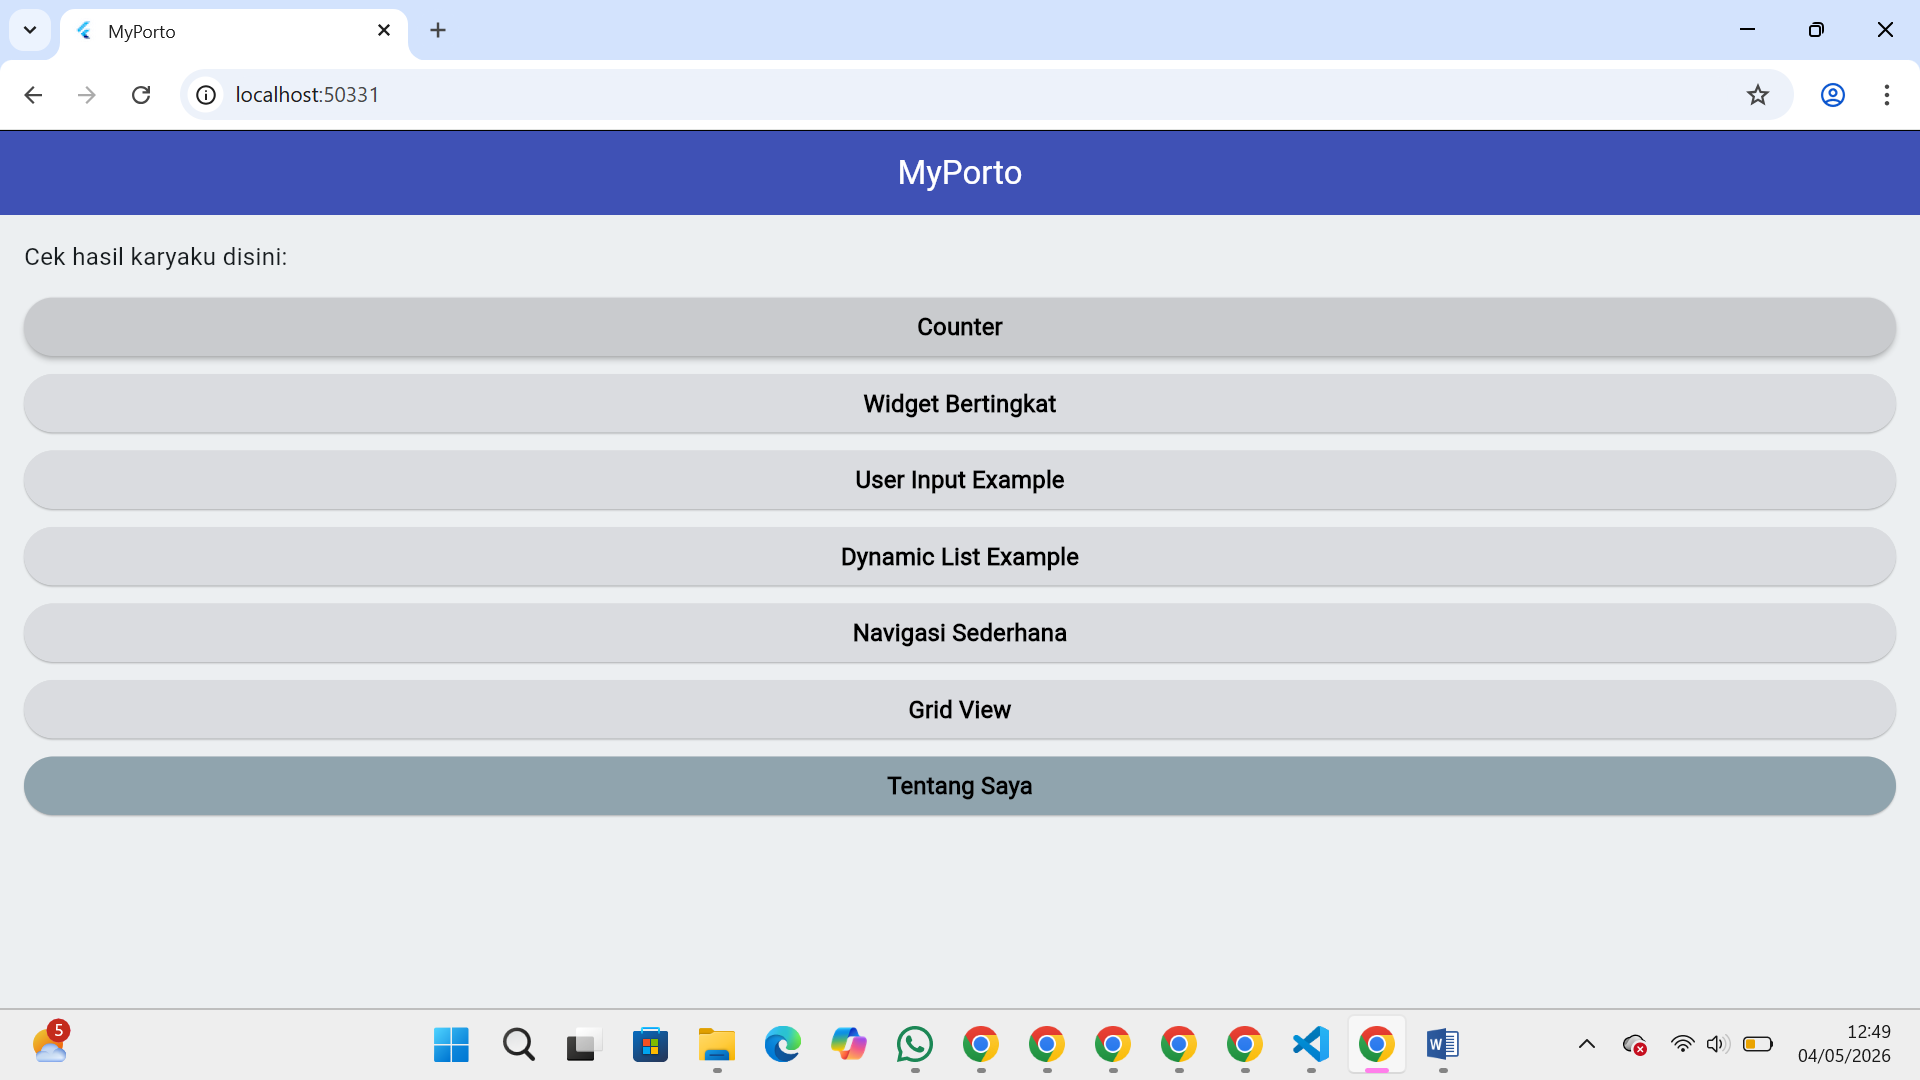 MyPorto
localhost:50331
MyPorto
Cek hasil karyaku disini:
Counter
Widget Bertingkat
User Input Example
Dynamic List Example
Navigasi Sederhana
Grid View
Tentang Saya
5
W
12:49
04/05/2026